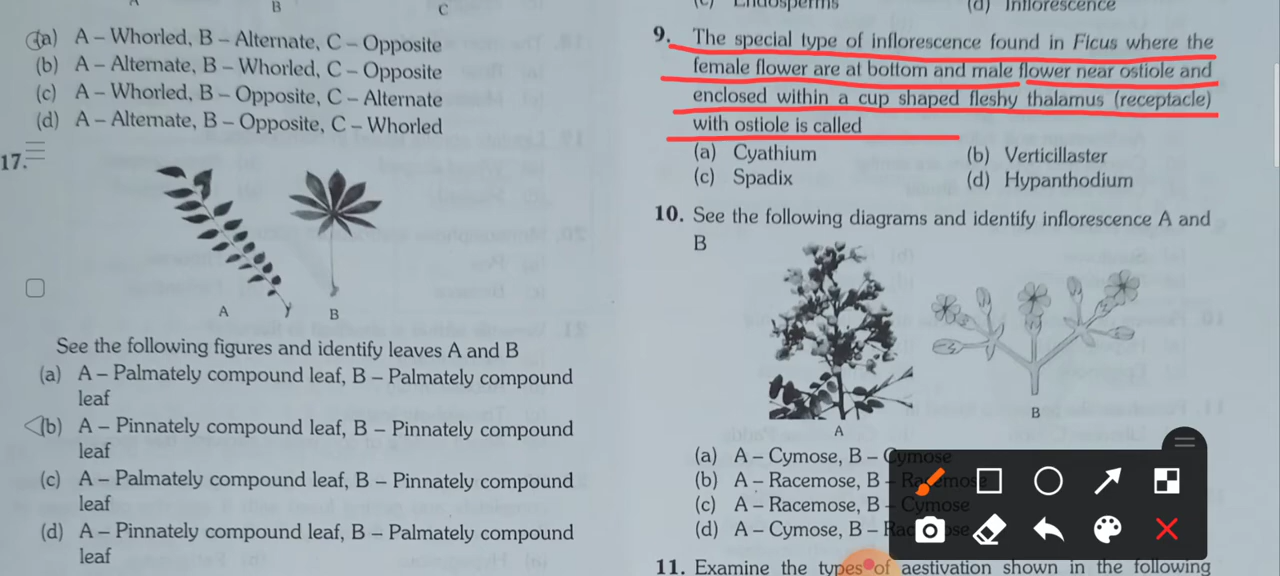 A
B
C
(a) A – Whorled, B – Alternate, C – Opposite
(b) A – Alternate, B – Whorled, C – Opposite
(c) A – Whorled, B – Opposite, C – Alternate
(d) A – Alternate, B – Opposite, C – Whorled
17.
A
B
See the following figures and identify leaves A and B
(a) A – Palmately compound leaf, B – Palmately compound
leaf
(b) A – Pinnately compound leaf, B – Pinnately compound
leaf
(c) A – Palmately compound leaf, B – Pinnately compound
leaf
(d) A – Pinnately compound leaf, B – Palmately compound
leaf
(c) Endosperms (d) Inflorescence
9. The special type of inflorescence found in Ficus where the
female flower are at bottom and male flower near ostiole and
enclosed within a cup shaped fleshy thalamus (receptacle)
with ostiole is called
(a) Cyathium (b) Verticillaster
(c) Spadix (d) Hypanthodium
10. See the following diagrams and identify inflorescence A and
B
A
B
(a) A – Cymose, B – Cymose
(b) A – Racemose, B – Racemose
(c) A – Racemose, B – Cymose
(d) A – Cymose, B – Racemose
11. Examine the types of aestivation shown in the following